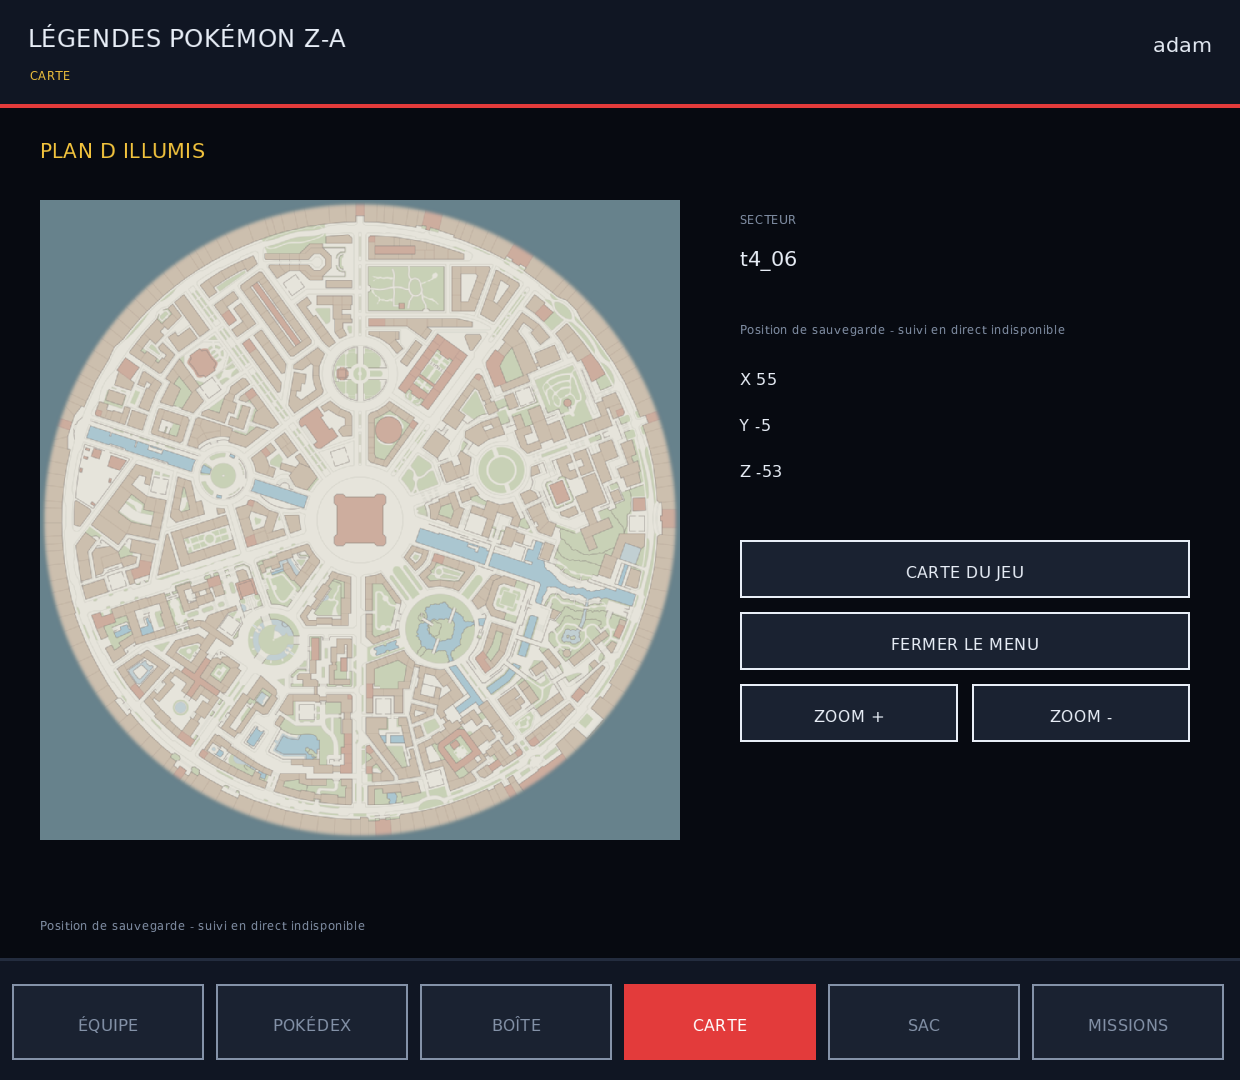 LÉGENDES POKÉMON Z-A
adam
CARTE
PLAN D ILLUMIS
SECTEUR
t4_06
Position de sauvegarde - suivi en direct indisponible
X 55
Y -5
Z -53
CARTE DU JEU
FERMER LE MENU
ZOOM +
ZOOM -
Position de sauvegarde - suivi en direct indisponible
ÉQUIPE
POKÉDEX
BOÎTE
CARTE
SAC
MISSIONS